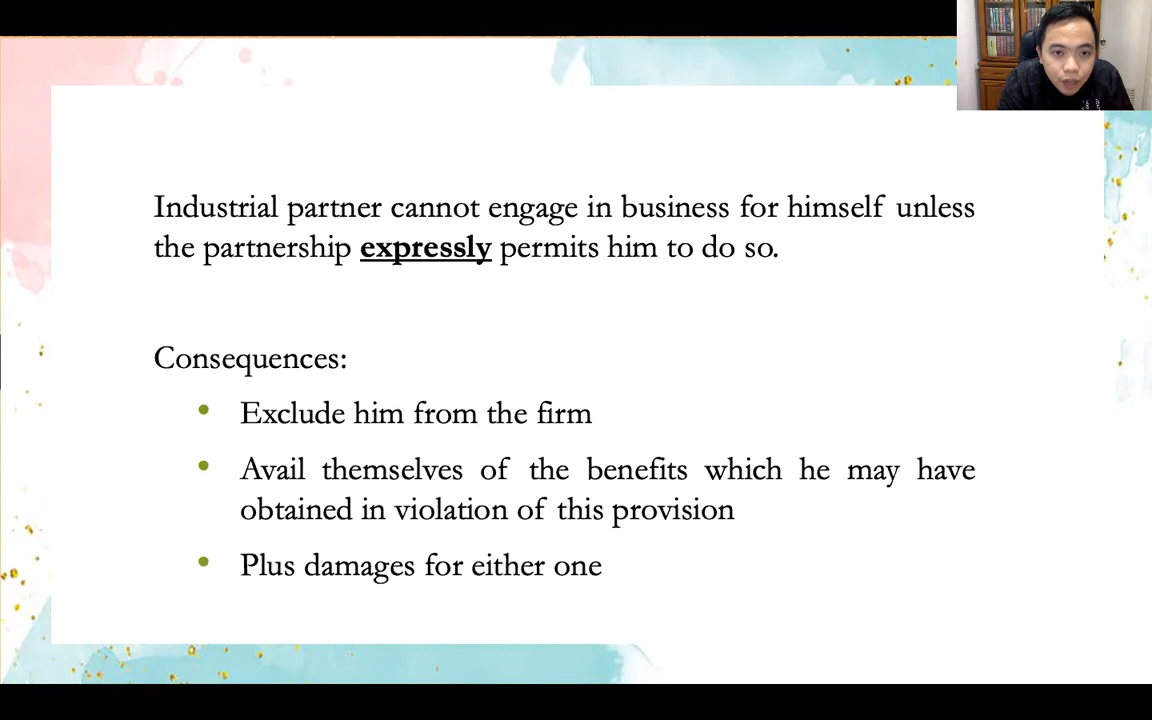 Industrial partner cannot engage in business for himself unless
the partnership expressly permits him to do so.
Consequences:
• Exclude him from the firm
• Avail themselves of the benefits which he may have
obtained in violation of this provision
• Plus damages for either one